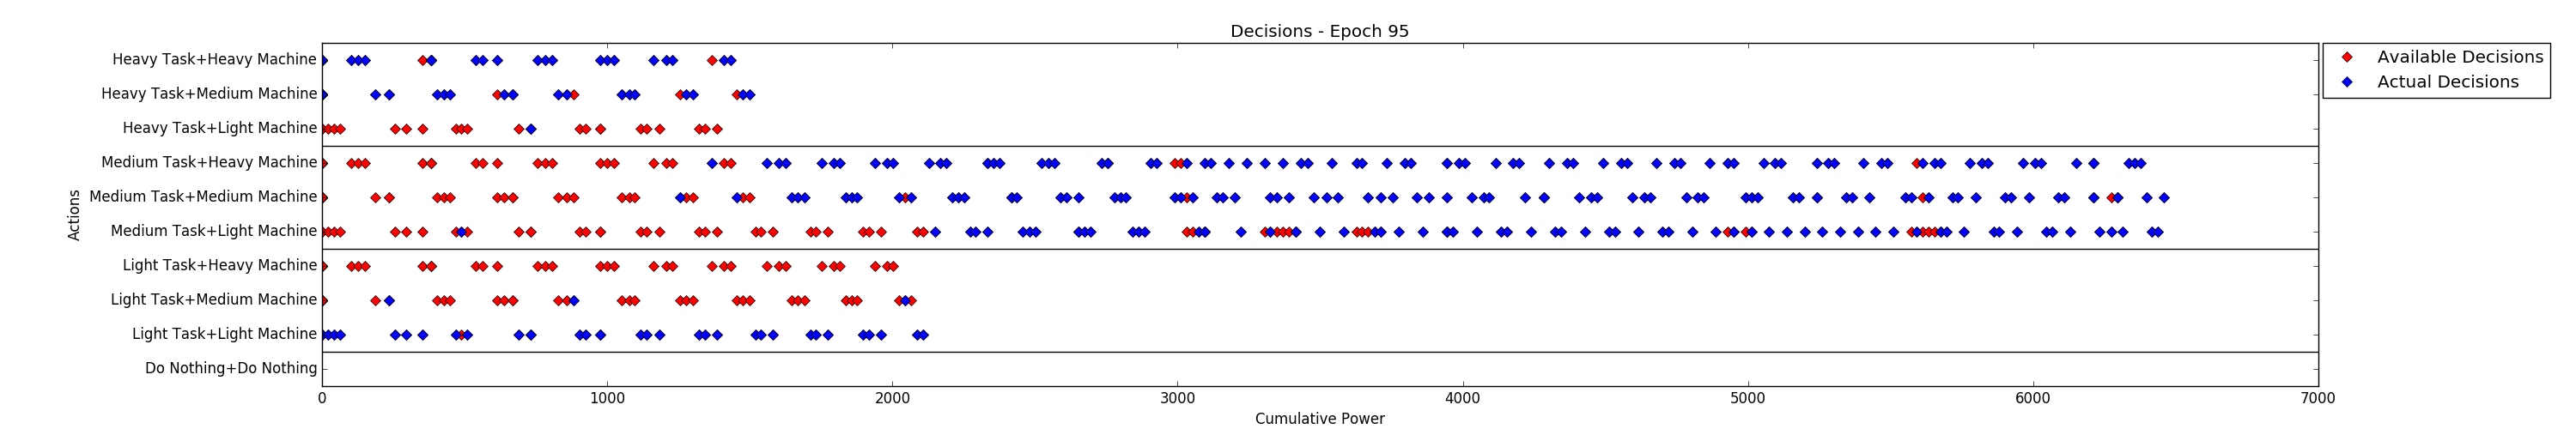 Decisions - Epoch 95
Heavy Task+Heavy Machine
Heavy Task+Medium Machine
Heavy Task+Light Machine
Medium Task+Heavy Machine
Medium Task+Medium Machine
Medium Task+Light Machine
Light Task+Heavy Machine
Light Task+Medium Machine
Light Task+Light Machine
Do Nothing+Do Nothing
Actions
0 1000 2000 3000 4000 5000 6000 7000
Cumulative Power
Available Decisions
Actual Decisions